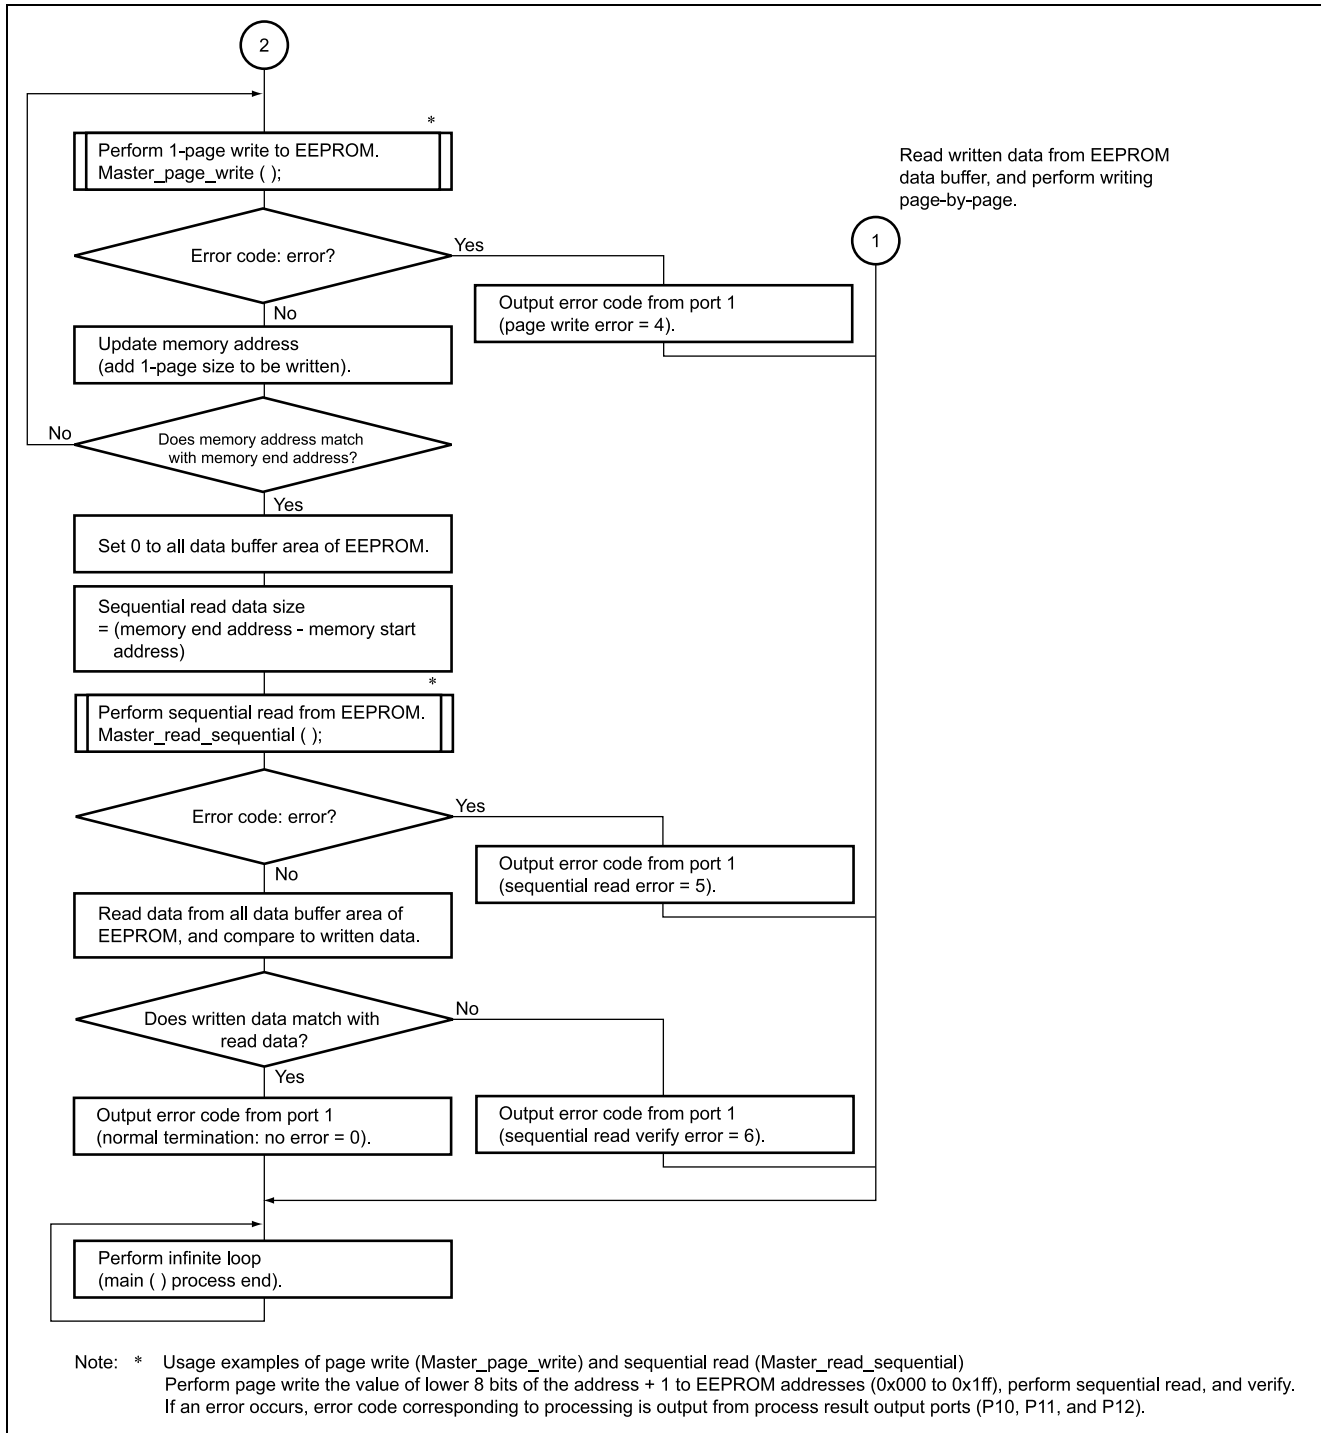 2
*
Perform 1-page write to EEPROM.
Master_page_write ( );
Read written data from EEPROM
data buffer, and perform writing
page-by-page.
1
Error code: error?
Yes
No
Output error code from port 1
(page write error = 4).
Update memory address
(add 1-page size to be written).
No
Does memory address match
with memory end address?
Yes
Set 0 to all data buffer area of EEPROM.
Sequential read data size
= (memory end address - memory start
address)
*
Perform sequential read from EEPROM.
Master_read_sequential ( );
Error code: error?
Yes
No
Output error code from port 1
(sequential read error = 5).
Read data from all data buffer area of
EEPROM, and compare to written data.
Does written data match with
read data?
No
Yes
Output error code from port 1
(normal termination: no error = 0).
Output error code from port 1
(sequential read verify error = 6).
Perform infinite loop
(main ( ) process end).
Note: * Usage examples of page write (Master_page_write) and sequential read (Master_read_sequential)
Perform page write the value of lower 8 bits of the address + 1 to EEPROM addresses (0x000 to 0x1ff), perform sequential read, and verify.
If an error occurs, error code corresponding to processing is output from process result output ports (P10, P11, and P12).